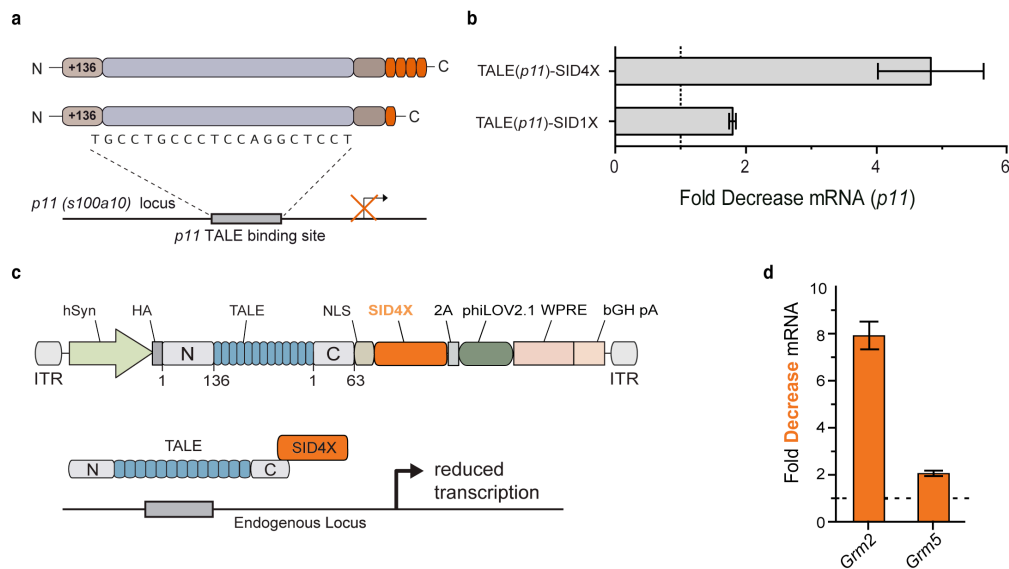 a
N +136 C
N +136 C
T G C C T G C C C T C C A G G C T C C T
p11 (s100a10) locus
p11 TALE binding site
b
TALE(p11)-SID4X
TALE(p11)-SID1X
0 2 4 6
Fold Decrease mRNA (p11)
c
hSyn HA TALE NLS SID4X 2A phiLOV2.1 WPRE bGH pA
N C
ITR 1 136 1 63 ITR
TALE SID4X
N C
reduced
transcription
Endogenous Locus
d
10
8
6
4
2
0
Fold Decrease mRNA
Grm2 Grm5